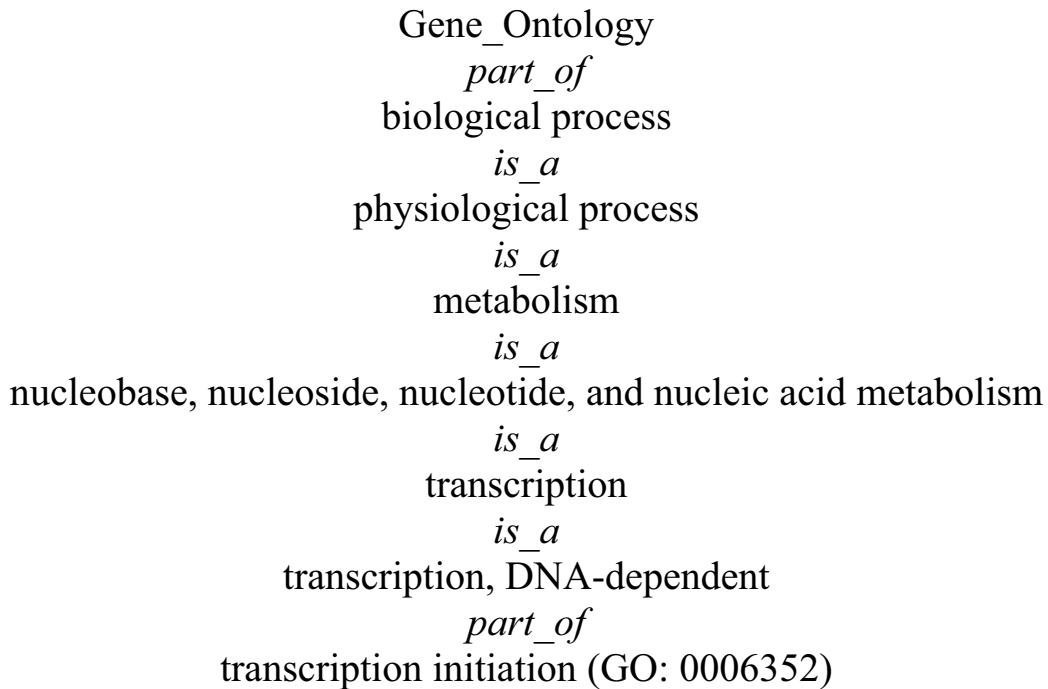 Gene_Ontology
part_of
biological process
is_a
physiological process
is_a
metabolism
is_a
nucleobase, nucleoside, nucleotide, and nucleic acid metabolism
is_a
transcription
is_a
transcription, DNA-dependent
part_of
transcription initiation (GO: 0006352)